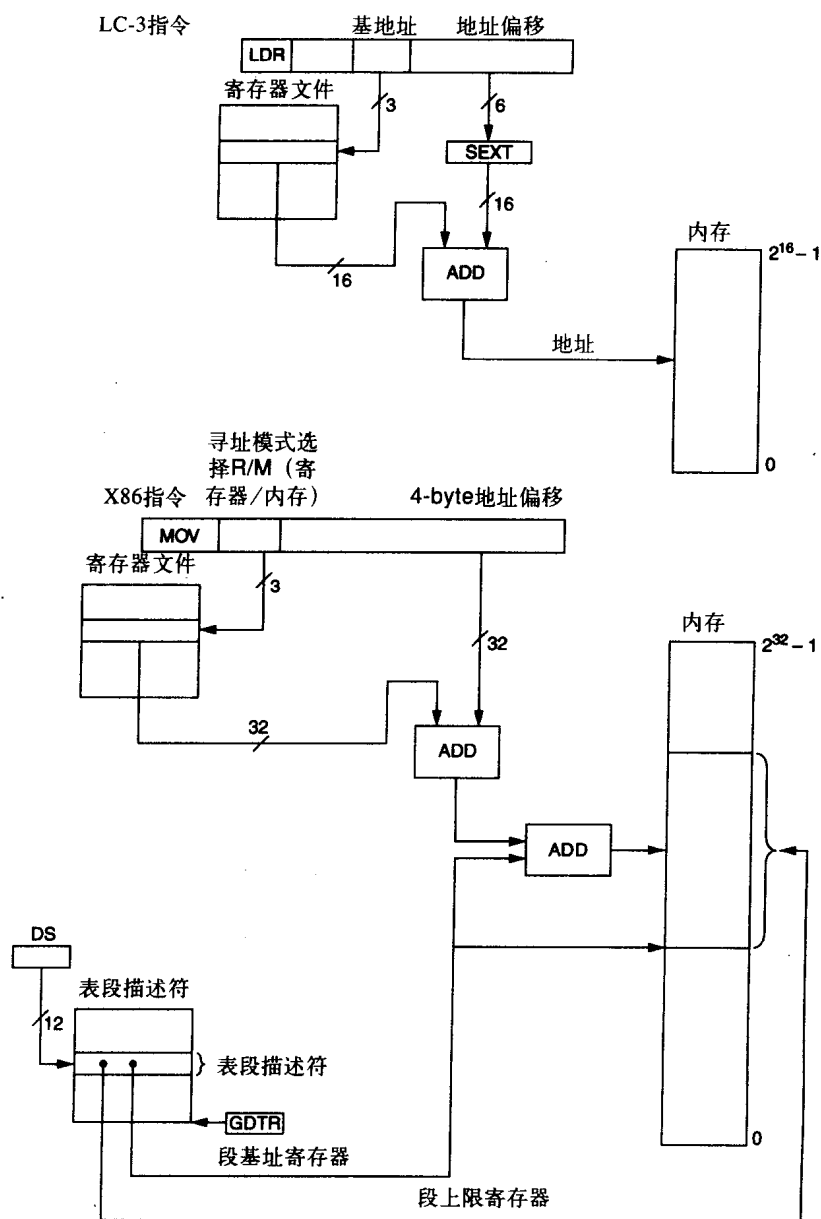 LC-3指令 基地址 地址偏移
LDR
寄存器文件
3
6
SEXT
16
16
ADD
内存
2¹⁶– 1
地址
0
寻址模式选
择R/M（寄
存器/内存）
X86指令
4-byte地址偏移
MOV
寄存器文件
3
32
内存
2³²– 1
32
ADD
ADD
DS
表段描述符
12
表段描述符
GDTR
0
段基址寄存器
段上限寄存器